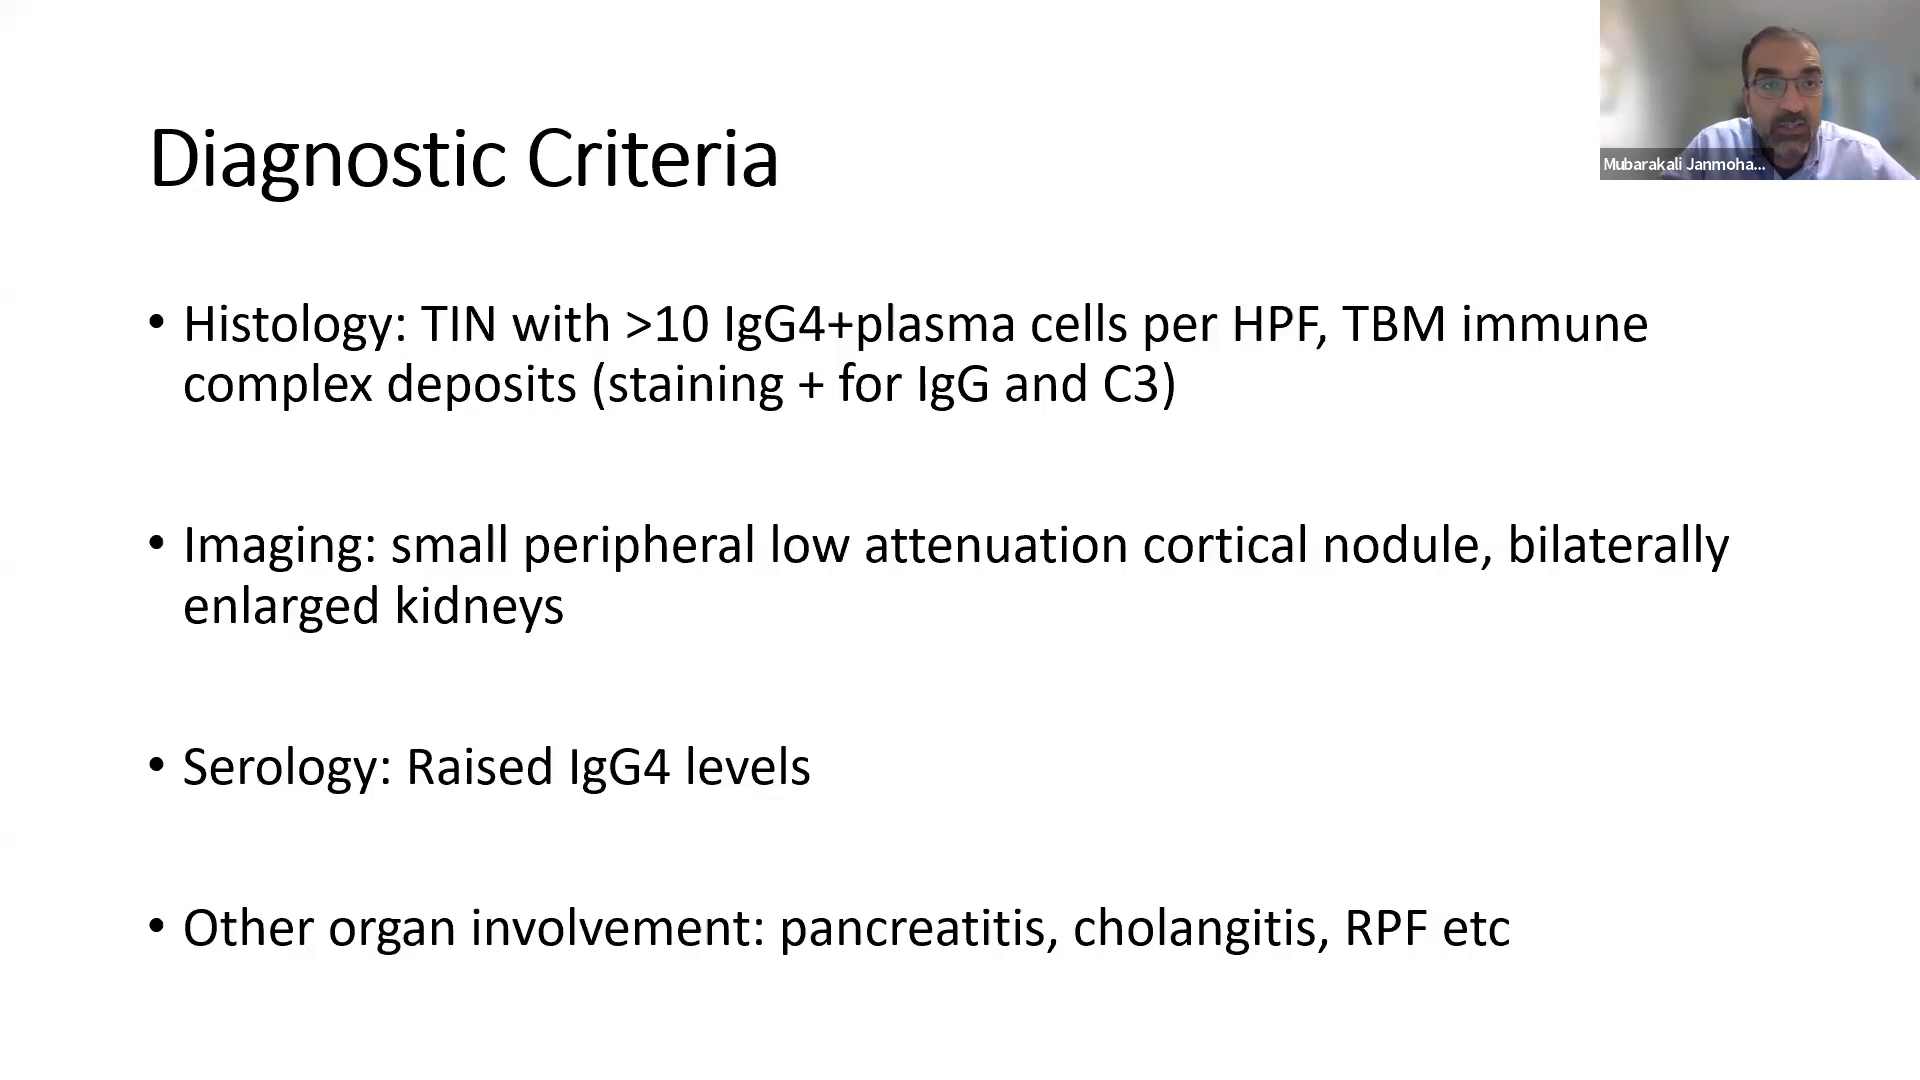 Mubarakali Janmoha...
Diagnostic Criteria
• Histology: TIN with >10 IgG4+plasma cells per HPF, TBM immune
complex deposits (staining + for IgG and C3)
• Imaging: small peripheral low attenuation cortical nodule, bilaterally
enlarged kidneys
• Serology: Raised IgG4 levels
• Other organ involvement: pancreatitis, cholangitis, RPF etc